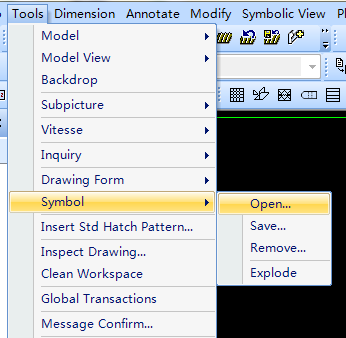 Tools Dimension Annotate Modify Symbolic View
Model
Model View
Backdrop
Subpicture
Vitesse
Inquiry
Drawing Form
Symbol
Open...
Insert Std Hatch Pattern...
Save...
Inspect Drawing...
Remove...
Clean Workspace
Explode
Global Transactions
Message Confirm...